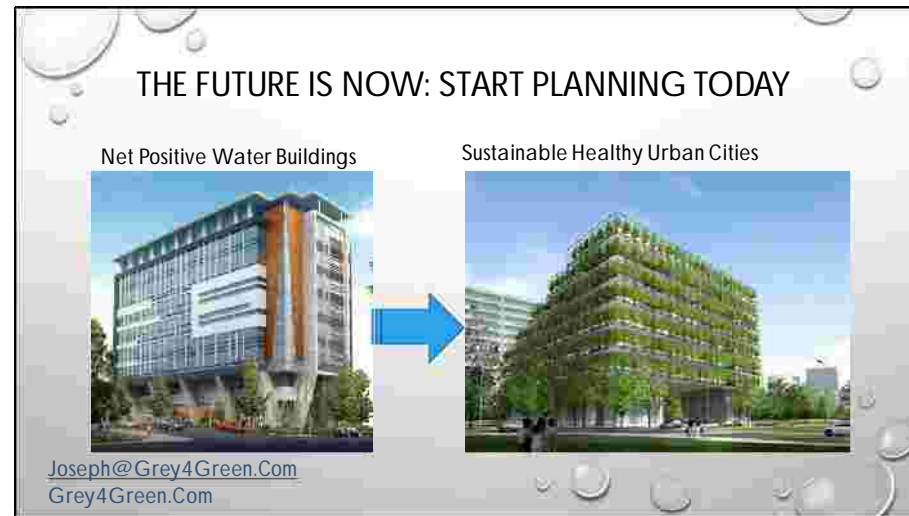 THE FUTURE IS NOW: START PLANNING TODAY
Net Positive Water Buildings
Sustainable Healthy Urban Cities
Joseph@Grey4Green.Com
Grey4Green.Com